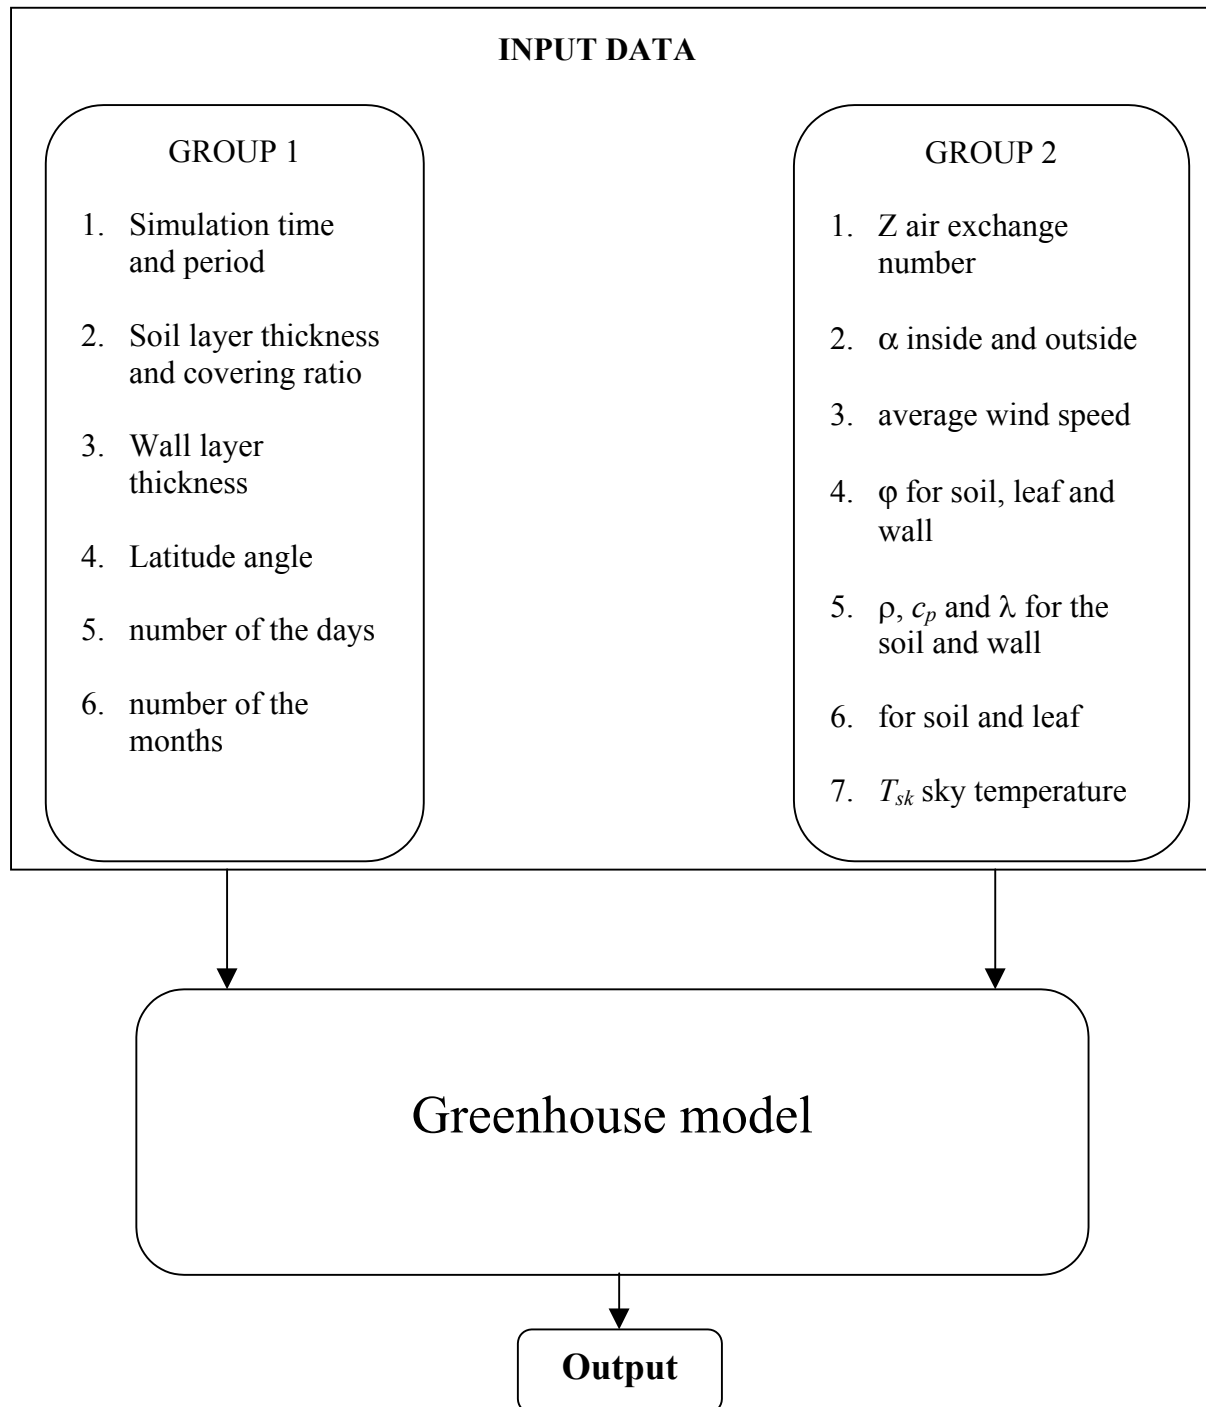 INPUT DATA
GROUP 1
1. Simulation time
and period
2. Soil layer thickness
and covering ratio
3. Wall layer
thickness
4. Latitude angle
5. number of the days
6. number of the
months
GROUP 2
1. Z air exchange
number
2. α inside and outside
3. average wind speed
4. φ for soil, leaf and
wall
5. ρ, cp and λ for the
soil and wall
6. for soil and leaf
7. Tsk sky temperature
Greenhouse model
Output